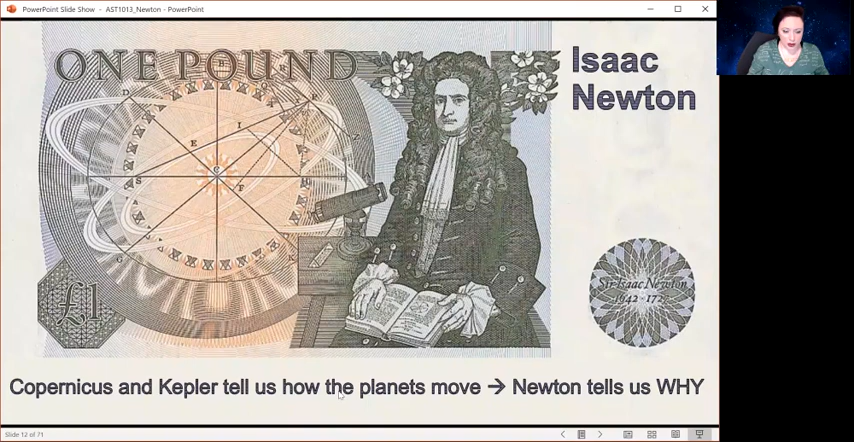 PowerPoint Slide Show - AST1013_Newton - PowerPoint
ONE POUND
Isaac
Newton
£1
Sir Isaac Newton
Copernicus and Kepler tell us how the planets move → Newton tells us WHY
Slide 12 of 71